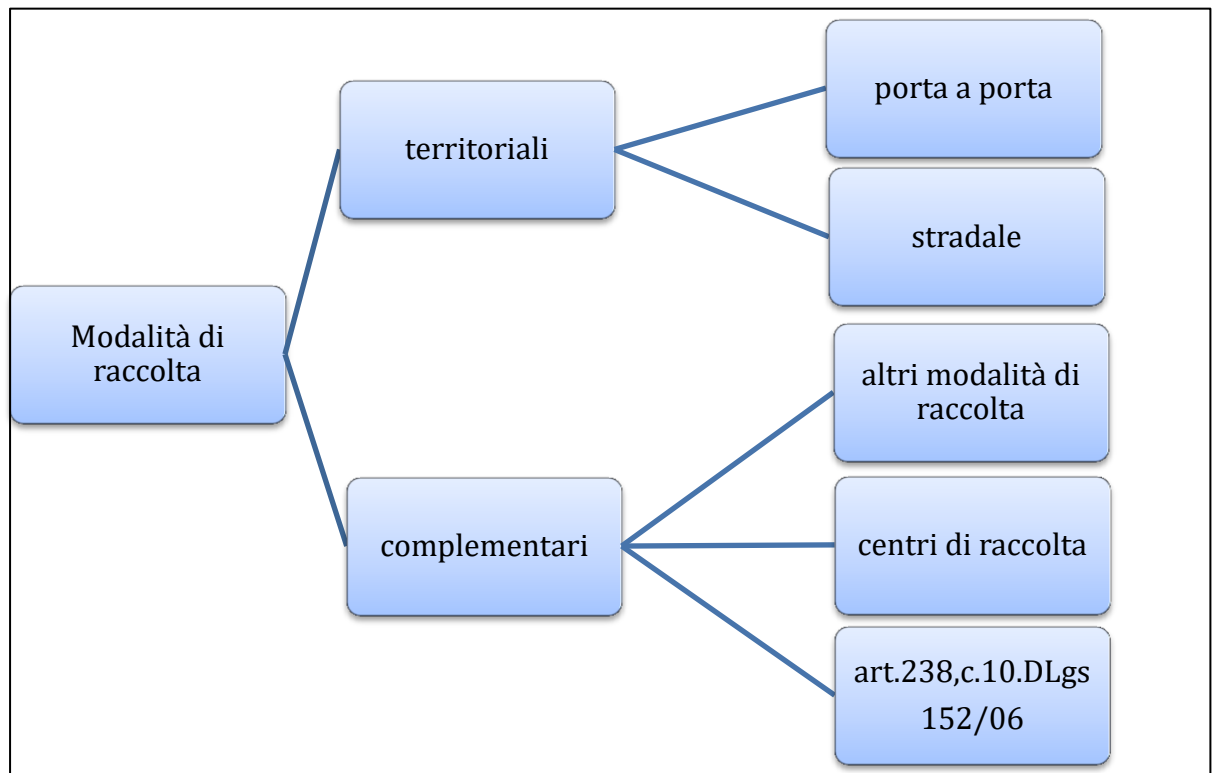 Modalità di
raccolta
territoriali
porta a porta
stradale
complementari
altri modalità di
raccolta
centri di raccolta
art.238,c.10.DLgs
152/06